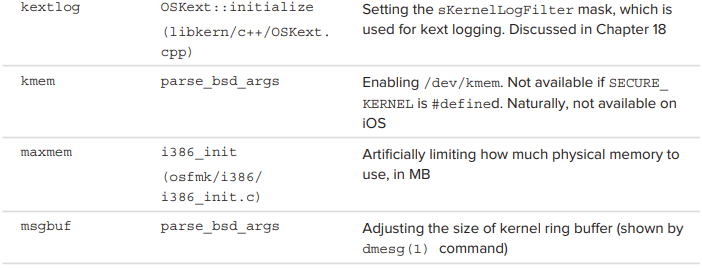 kextlog OSKext::initialize Setting the sKernelLogFilter mask, which is
(libkern/c++/OSKext. used for kext logging. Discussed in Chapter 18
cpp)
kmem parse_bsd_args Enabling /dev/kmem. Not available if SECURE_
KERNEL is #defined. Naturally, not available on
iOS
maxmem i386_init Artificially limiting how much physical memory to
(osfmk/i386/ use, in MB
i386_init.c)
msgbuf parse_bsd_args Adjusting the size of kernel ring buffer (shown by
dmesg(1) command)